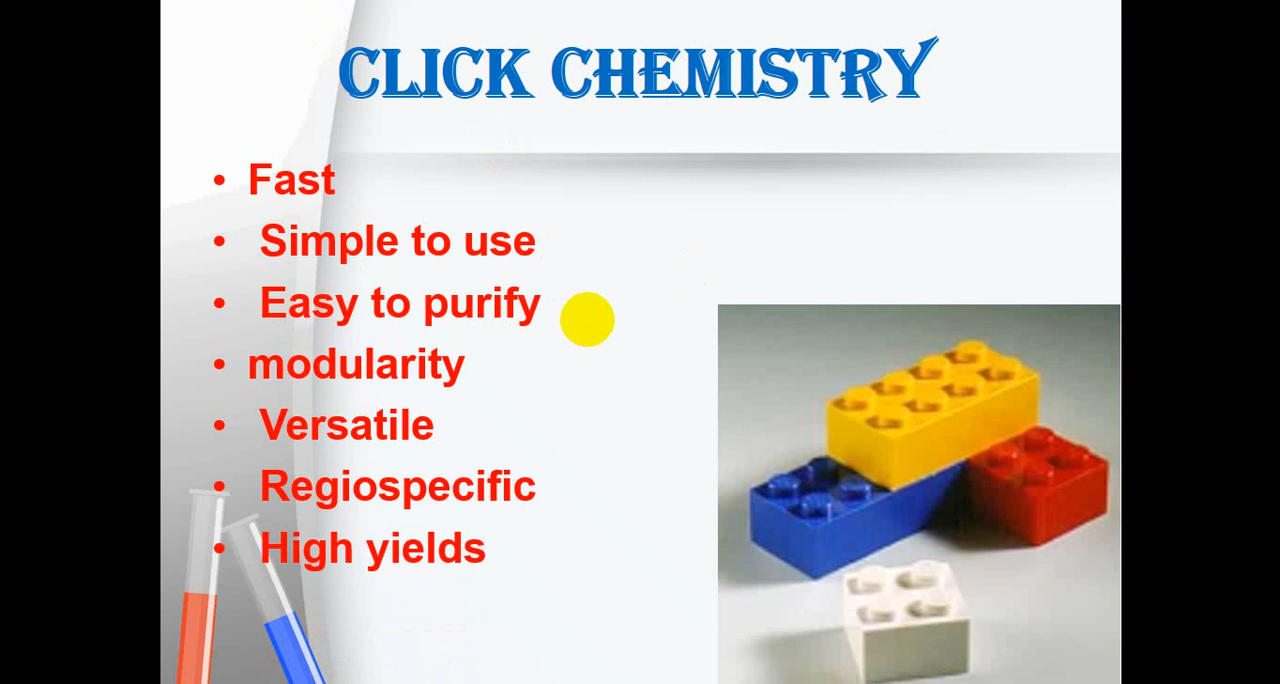 CLICK CHEMISTRY
• Fast
• Simple to use
• Easy to purify
• modularity
• Versatile
• Regiospecific
• High yields